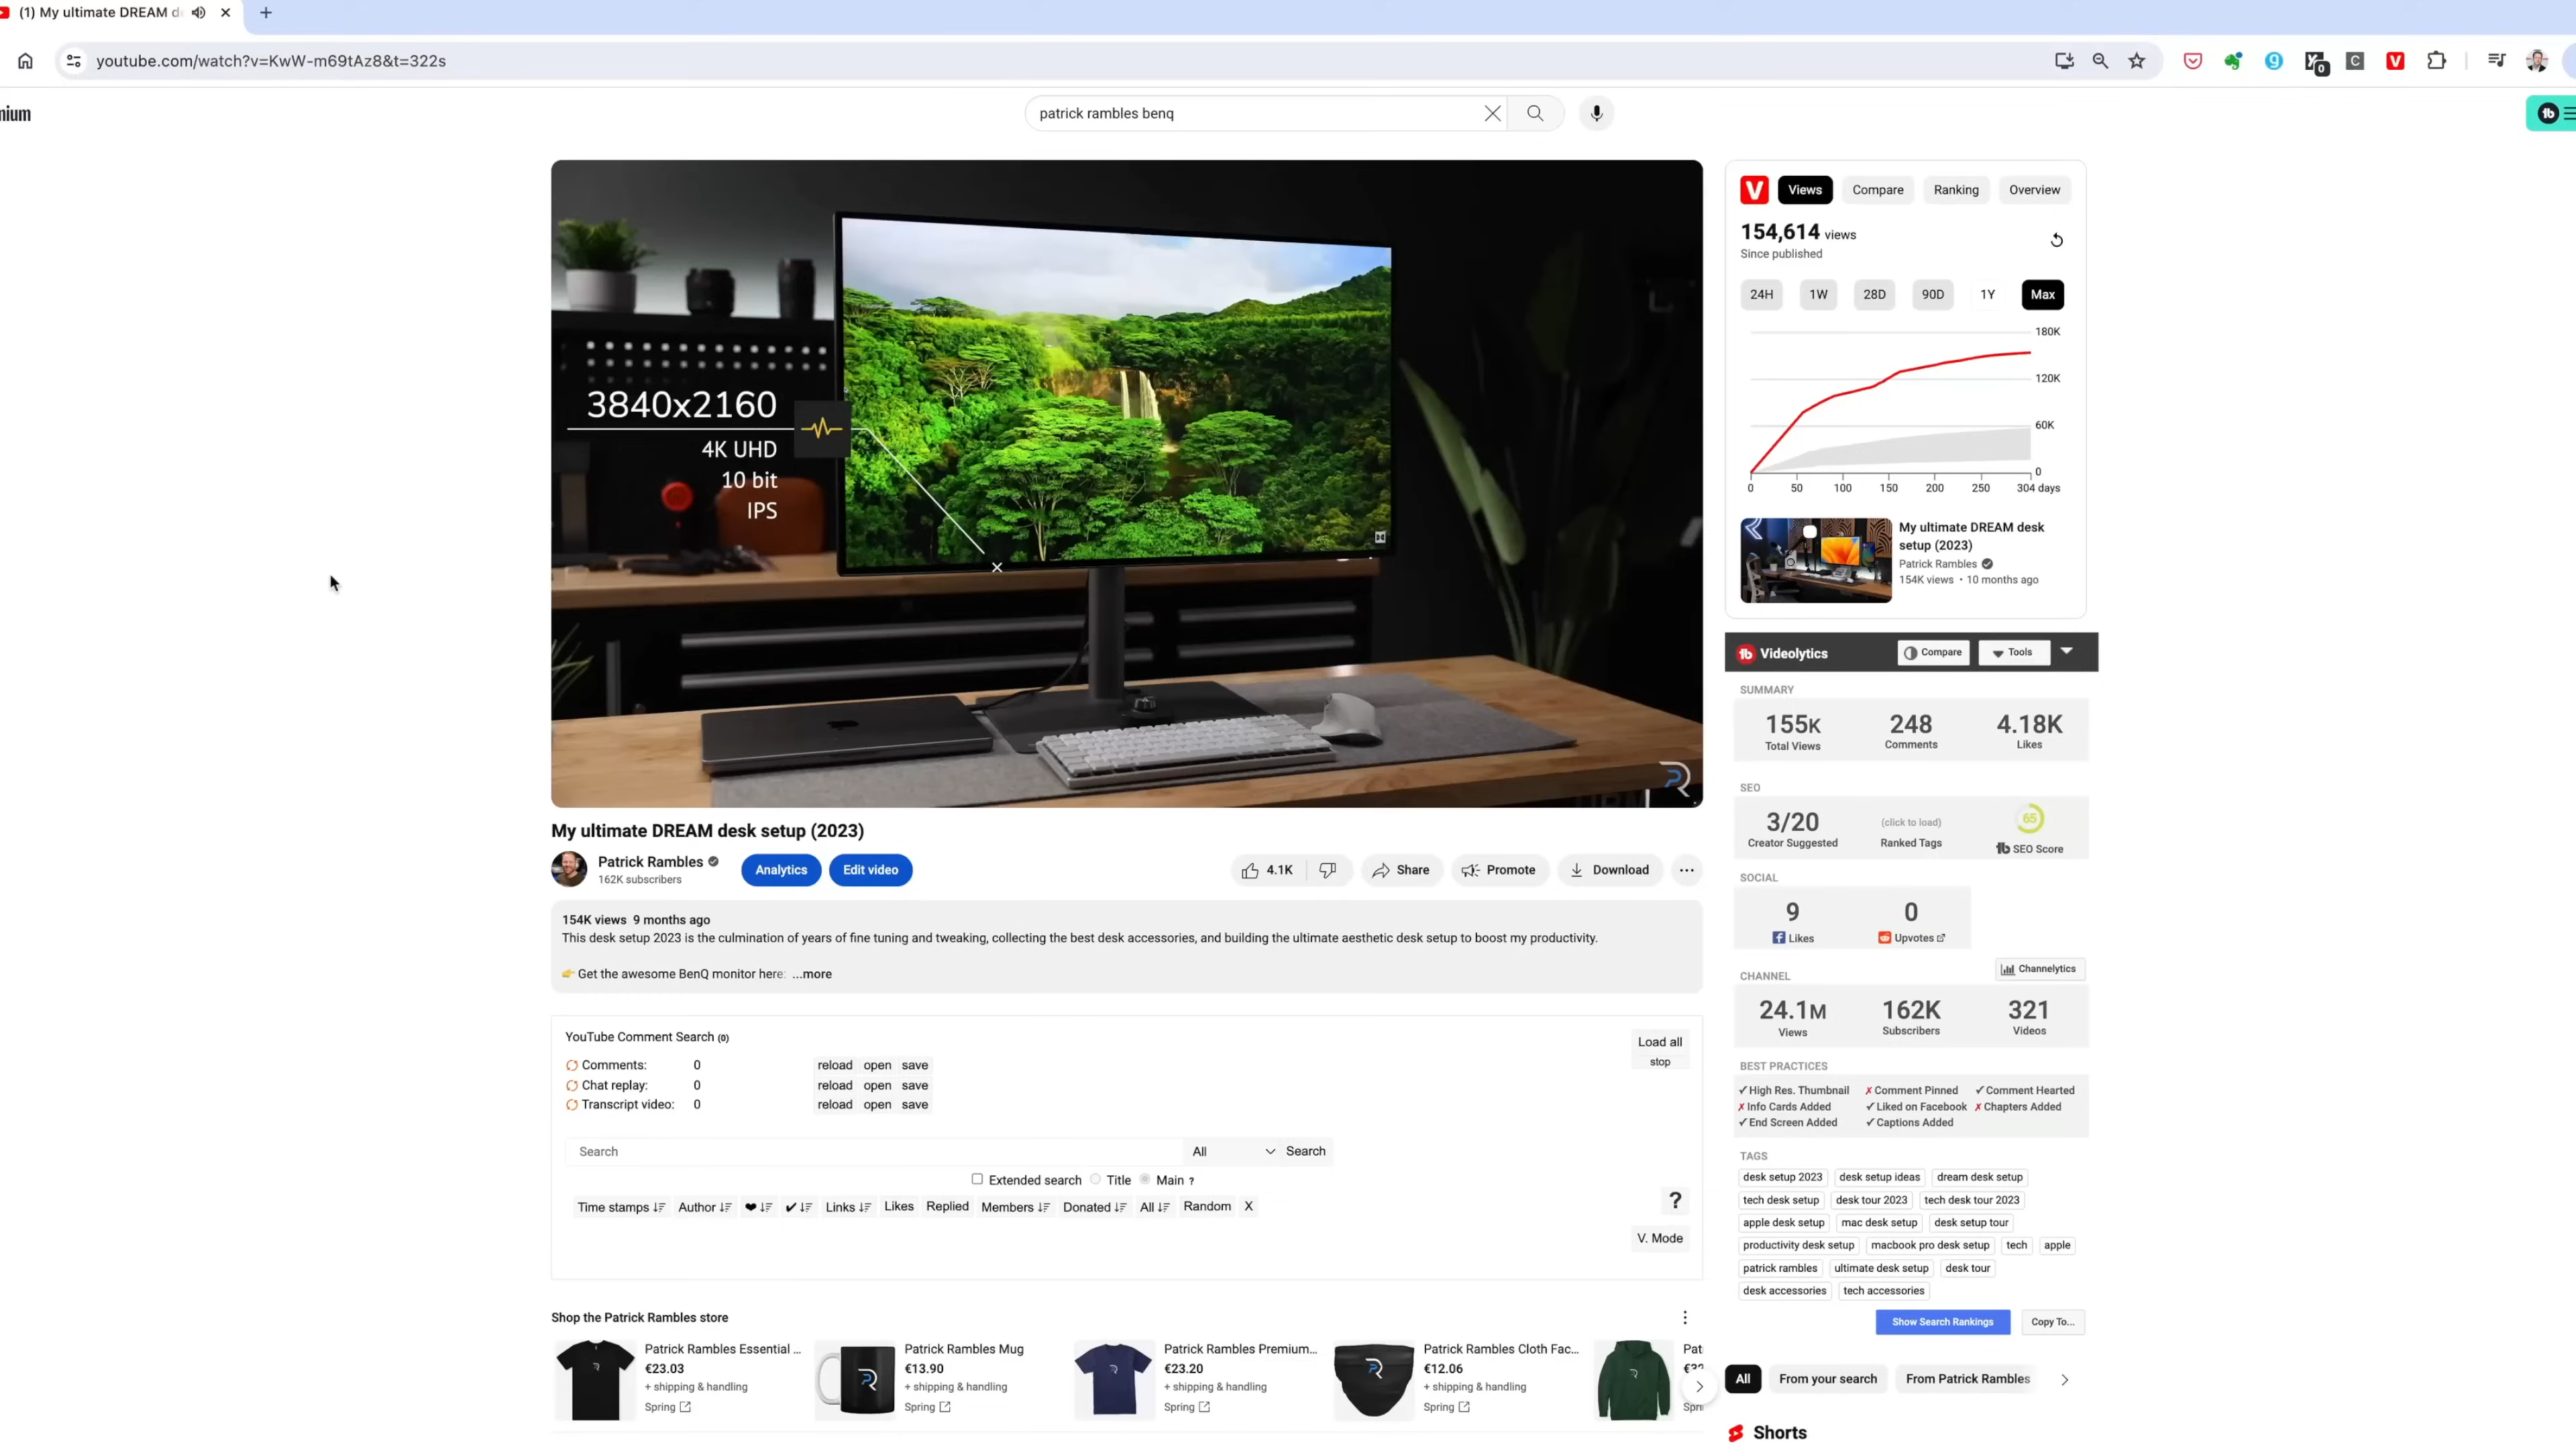 (1) My ultimate DREAM d
youtube.com/watch?v=KwW-m69tAz8&t=322s
0
mium
patrick rambles benq
3840x2160
4K UHD
10 bit
IPS
Views
Compare
Ranking
Overview
154,614 views
Since published
24H
1W
28D
90D
1Y
Max
180K
120K
60K
0
0
50
100
150
200
250
304 days
My ultimate DREAM desk
setup (2023)
Patrick Rambles
154K views • 10 months ago
Videolytics
Compare
Tools
SUMMARY
155K
Total Views
248
Comments
4.18K
Likes
SEO
3/20
Creator Suggested
(click to load)
Ranked Tags
65
SEO Score
SOCIAL
9
Likes
0
Upvotes
CHANNEL
Channelytics
24.1M
Views
162K
Subscribers
321
Videos
BEST PRACTICES
✓High Res. Thumbnail ✗Comment Pinned ✓Comment Hearted
✗Info Cards Added ✓Liked on Facebook ✗Chapters Added
✓End Screen Added ✓Captions Added
TAGS
desk setup 2023 desk setup ideas dream desk setup
tech desk setup desk tour 2023 tech desk tour 2023
apple desk setup mac desk setup desk setup tour
productivity desk setup macbook pro desk setup tech apple
patrick rambles ultimate desk setup desk tour
desk accessories tech accessories
Show Search Rankings
Copy To...
All
From your search
From Patrick Rambles
Shorts
My ultimate DREAM desk setup (2023)
Patrick Rambles
162K subscribers
Analytics
Edit video
4.1K
Share
Promote
Download
154K views 9 months ago
This desk setup 2023 is the culmination of years of fine tuning and tweaking, collecting the best desk accessories, and building the ultimate aesthetic desk setup to boost my productivity.
👉 Get the awesome BenQ monitor here: ...more
YouTube Comment Search (0)
Load all
stop
Comments: 0 reload open save
Chat replay: 0 reload open save
Transcript video: 0 reload open save
Search All Search
Extended search Title Main ?
Time stamps Author ❤ ✔ Links Likes Replied Members Donated All Random X
?
V. Mode
Shop the Patrick Rambles store
Patrick Rambles Essential ...
€23.03
+ shipping & handling
Spring
Patrick Rambles Mug
€13.90
+ shipping & handling
Spring
Patrick Rambles Premium...
€23.20
+ shipping & handling
Spring
Patrick Rambles Cloth Fac...
€12.06
+ shipping & handling
Spring